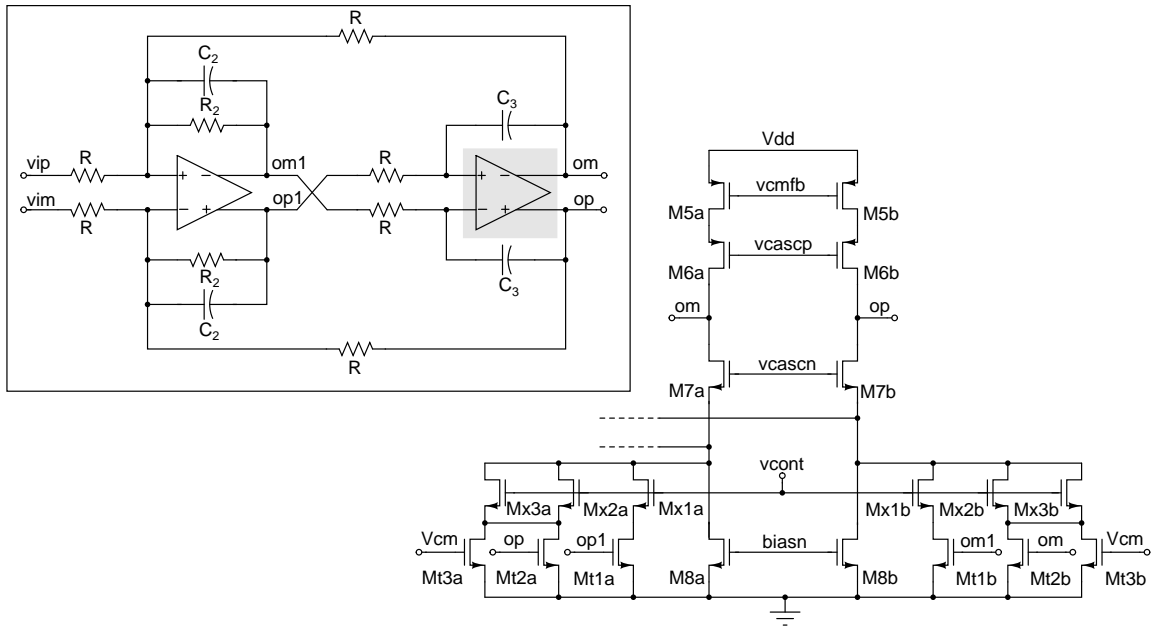 R
C2
R2
C3
vip R
om1
R
om
vim
R
op1
R
op
R2
C2
C3
R
Vdd
vcmfb
M5a
M5b
vcascp
M6a
M6b
om
op
vcascn
M7a
M7b
vcont
Mx3a Mx2a Mx1a
Mx1b Mx2b Mx3b
Vcm op op1
biasn
om1 om Vcm
Mt3a Mt2a Mt1a
M8a
M8b
Mt1b Mt2b Mt3b